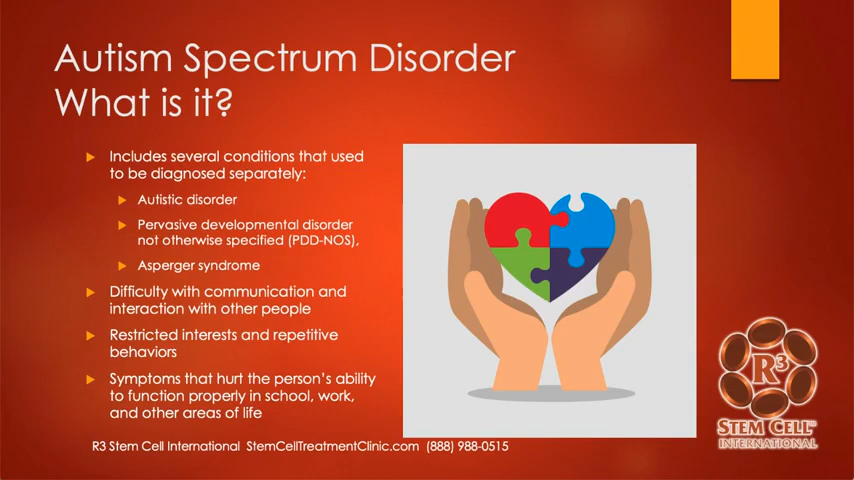 Autism Spectrum Disorder
What is it?
Includes several conditions that used
to be diagnosed separately:
Autistic disorder
Pervasive developmental disorder
not otherwise specified (PDD-NOS),
Asperger syndrome
Difficulty with communication and
interaction with other people
Restricted interests and repetitive
behaviors
Symptoms that hurt the person's ability
to function properly in school, work,
and other areas of life
R3 Stem Cell International StemCellTreatmentClinic.com (888) 988-0515
R3
STEM CELL
INTERNATIONAL